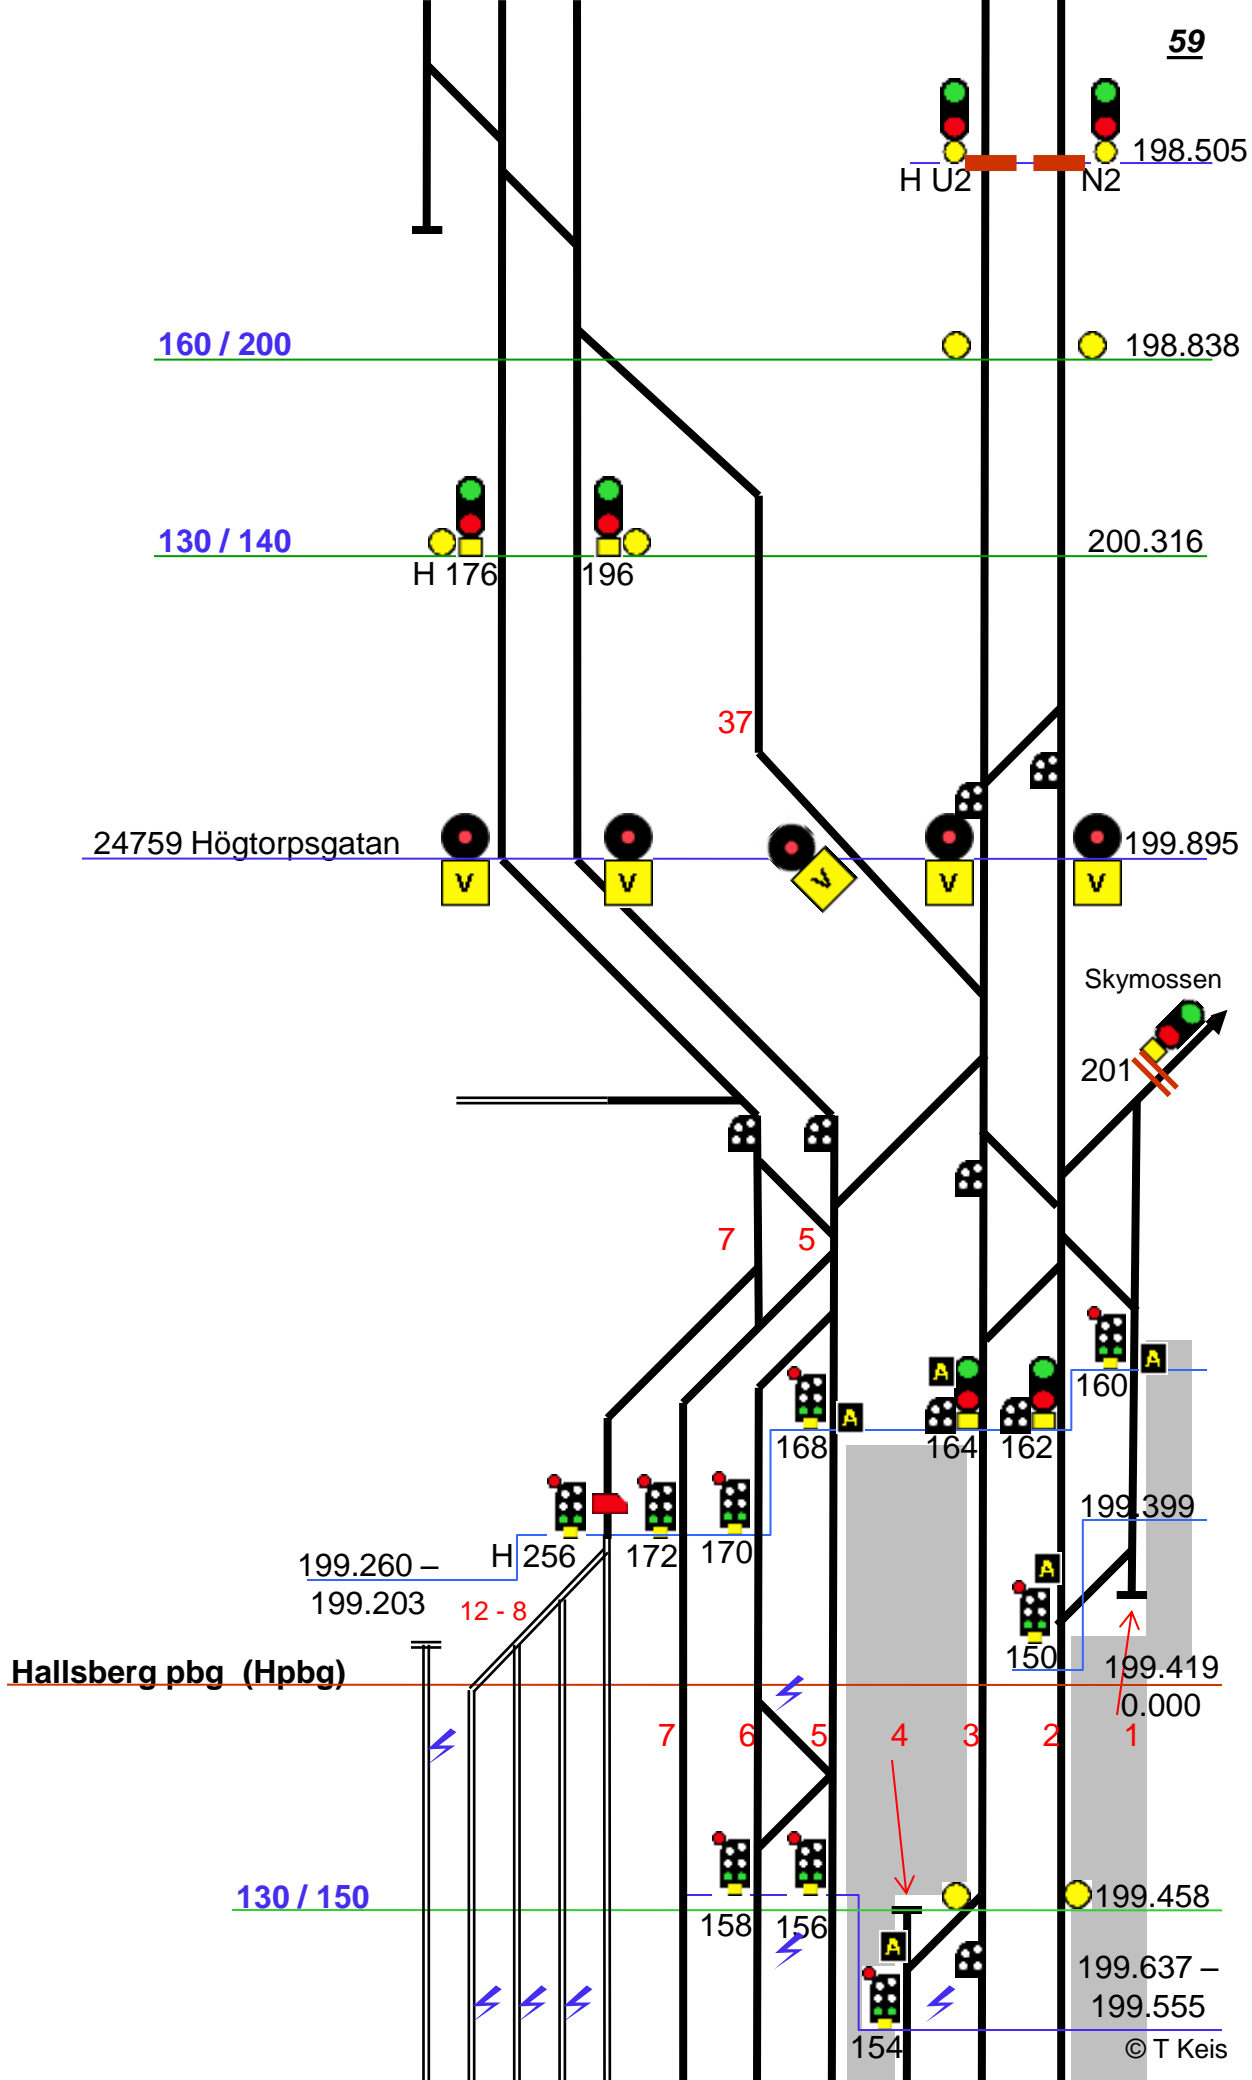 59
198.505
H U2
N2
160 / 200
198.838
130 / 140
200.316
H 176
196
37
24759 Högtorpsgatan
199.895
V
V
V
V
V
Skymossen
201
7
5
A
A
160
A
168
164
162
199.399
H 256
172
170
199.260 –
A
199.203
12 - 8
150
Hallsberg pbg (Hpbg)
199.419
0.000
7
6
5
4
3
2
1
130 / 150
199.458
158
156
A
199.637 –
199.555
154
© T Keis